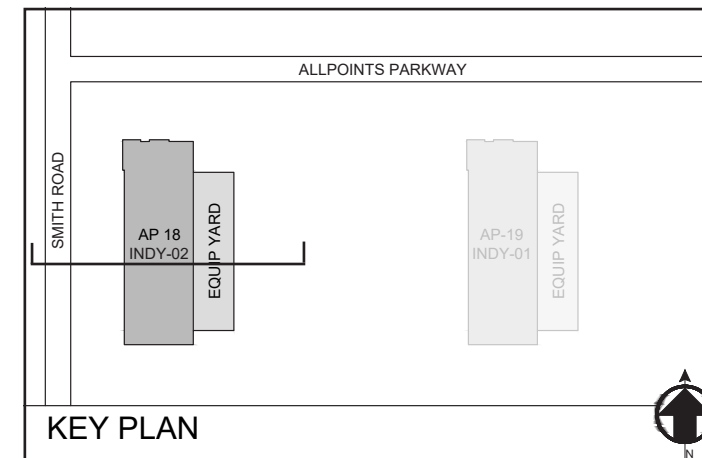 ALLPOINTS PARKWAY
SMITH ROAD
AP 18
INDY-02
EQUIP YARD
AP-19
INDY-01
EQUIP YARD
KEY PLAN
N